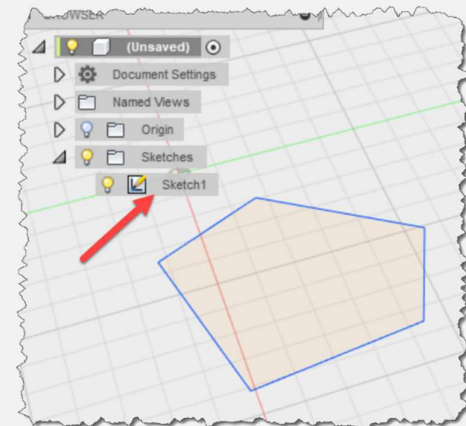 (Unsaved)
Document Settings
Named Views
Origin
Sketches
Sketch1